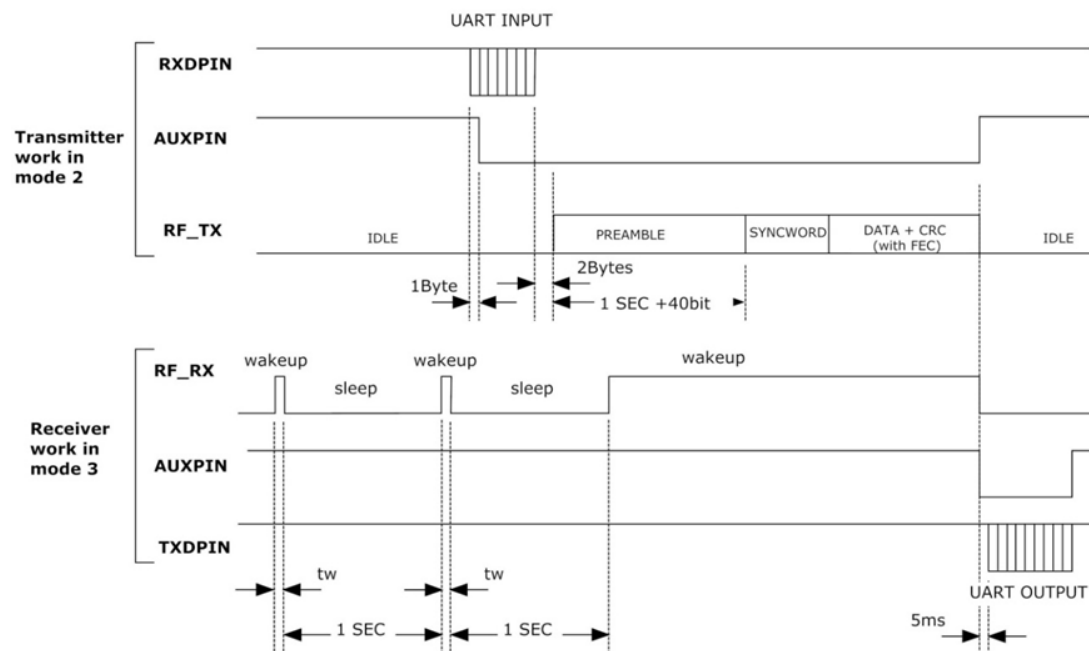 UART INPUT
RXDPIN
Transmitter
work in
mode 2
AUXPIN
RF_TX
IDLE
PREAMBLE
SYNCWORD
DATA + CRC
(with FEC)
IDLE
1Byte
2Bytes
1 SEC +40bit
Receiver
work in
mode 3
RF_RX
wakeup
sleep
wakeup
sleep
wakeup
AUXPIN
TXDPIN
tw
tw
UART OUTPUT
1 SEC
1 SEC
5ms